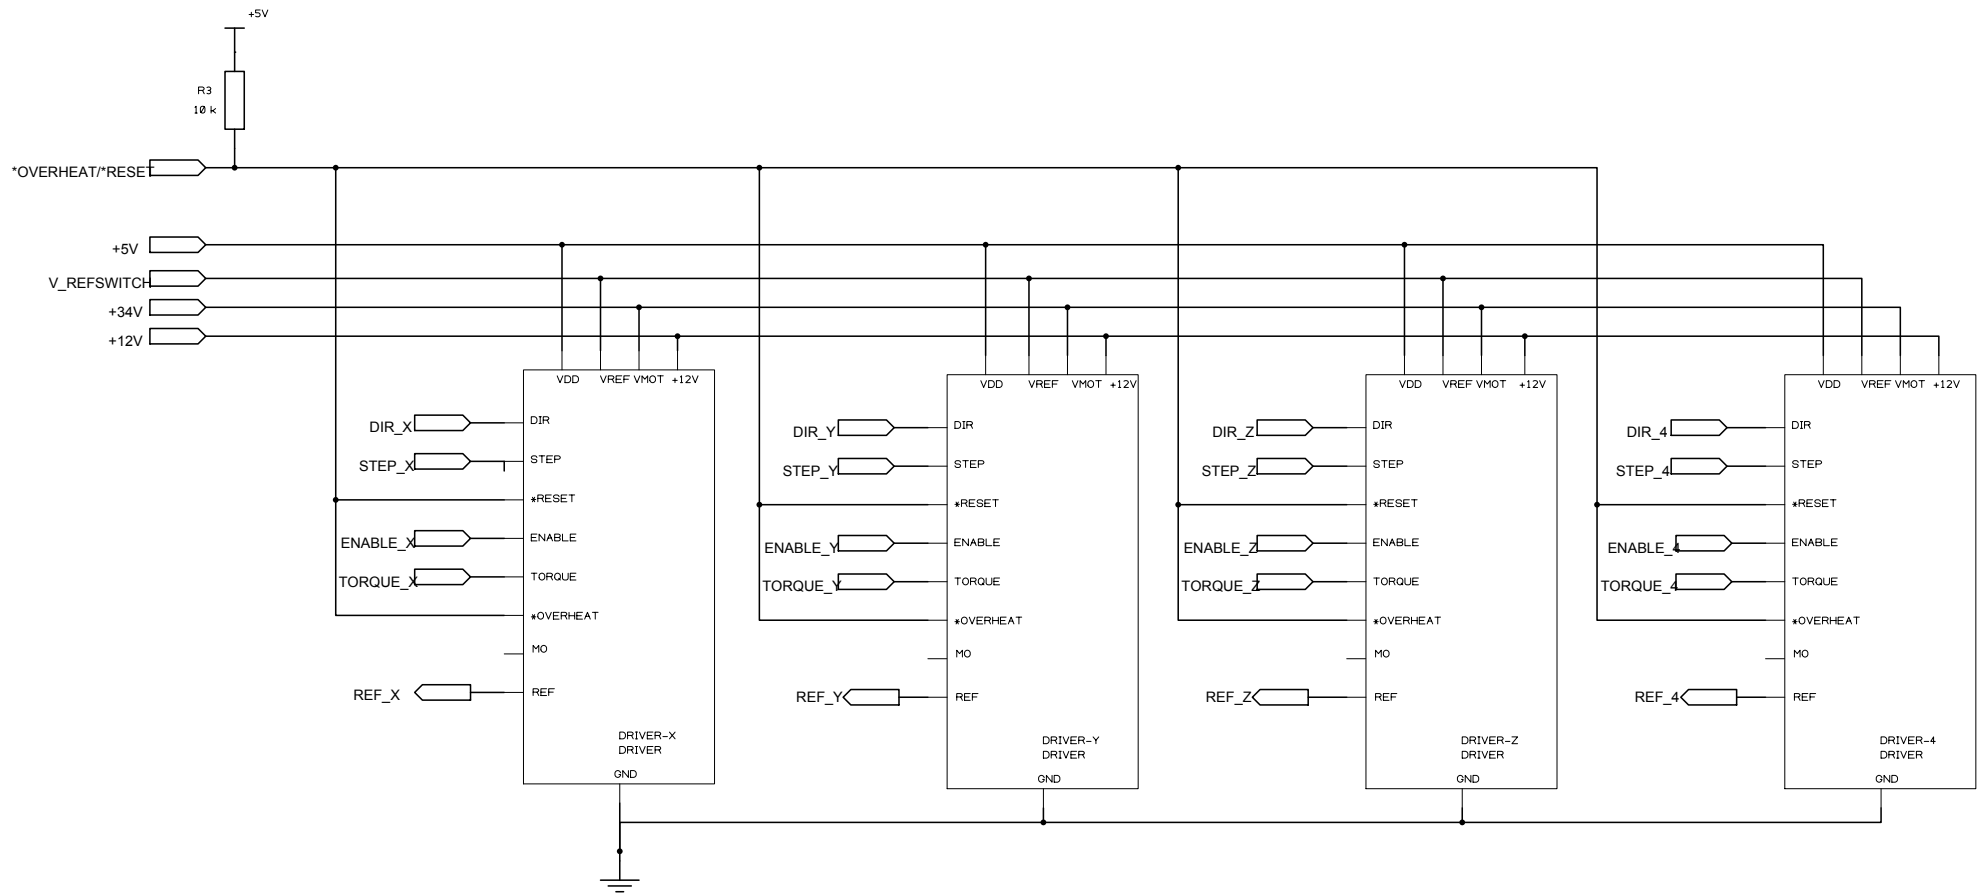 +5V
R3
10 k
*OVERHEAT/*RESET
+5V
V_REFSWITCH
+34V
+12V
VDD VREF VMOT +12V
DIR_X DIR
STEP_X STEP
*RESET
ENABLE_X ENABLE
TORQUE_X TORQUE
*OVERHEAT
MO
REF_X REF
DRIVER-X
DRIVER
GND
VDD VREF VMOT +12V
DIR_Y DIR
STEP_Y STEP
*RESET
ENABLE_Y ENABLE
TORQUE_Y TORQUE
*OVERHEAT
MO
REF_Y REF
DRIVER-Y
DRIVER
GND
VDD VREF VMOT +12V
DIR_Z DIR
STEP_Z STEP
*RESET
ENABLE_Z ENABLE
TORQUE_Z TORQUE
*OVERHEAT
MO
REF_Z REF
DRIVER-Z
DRIVER
GND
VDD VREF VMOT +12V
DIR_4 DIR
STEP_4 STEP
*RESET
ENABLE_4 ENABLE
TORQUE_4 TORQUE
*OVERHEAT
MO
REF_4 REF
DRIVER-4
DRIVER
GND